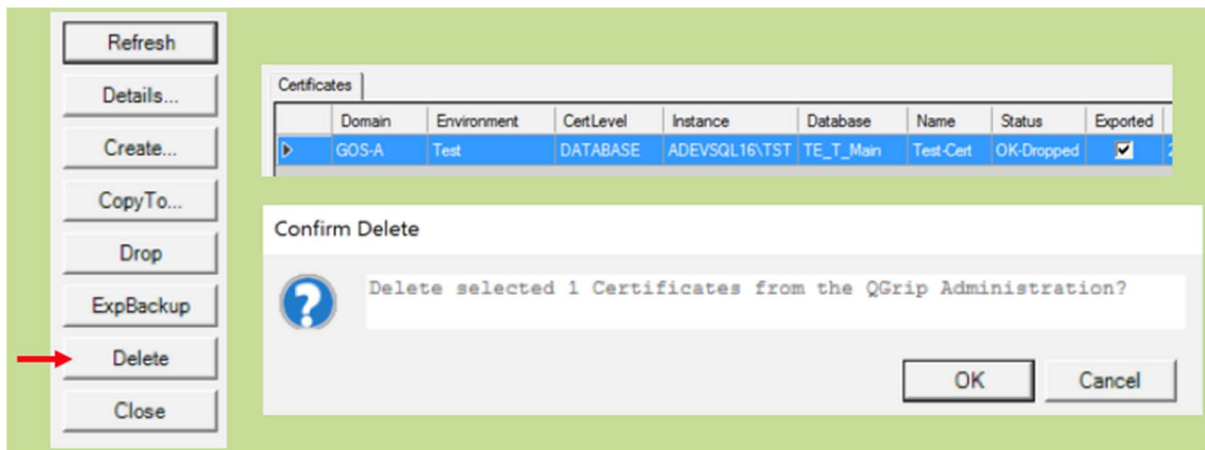 Refresh
Details...
Create...
CopyTo...
Drop
ExpBackup
Delete
Close
Certificates
Domain Environment CertLevel Instance Database Name Status Exported
GOS-A Test DATABASE ADEVSQL16\TST TE_T_Main Test-Cert OK-Dropped
Confirm Delete
Delete selected 1 Certificates from the QGrip Administration?
OK Cancel